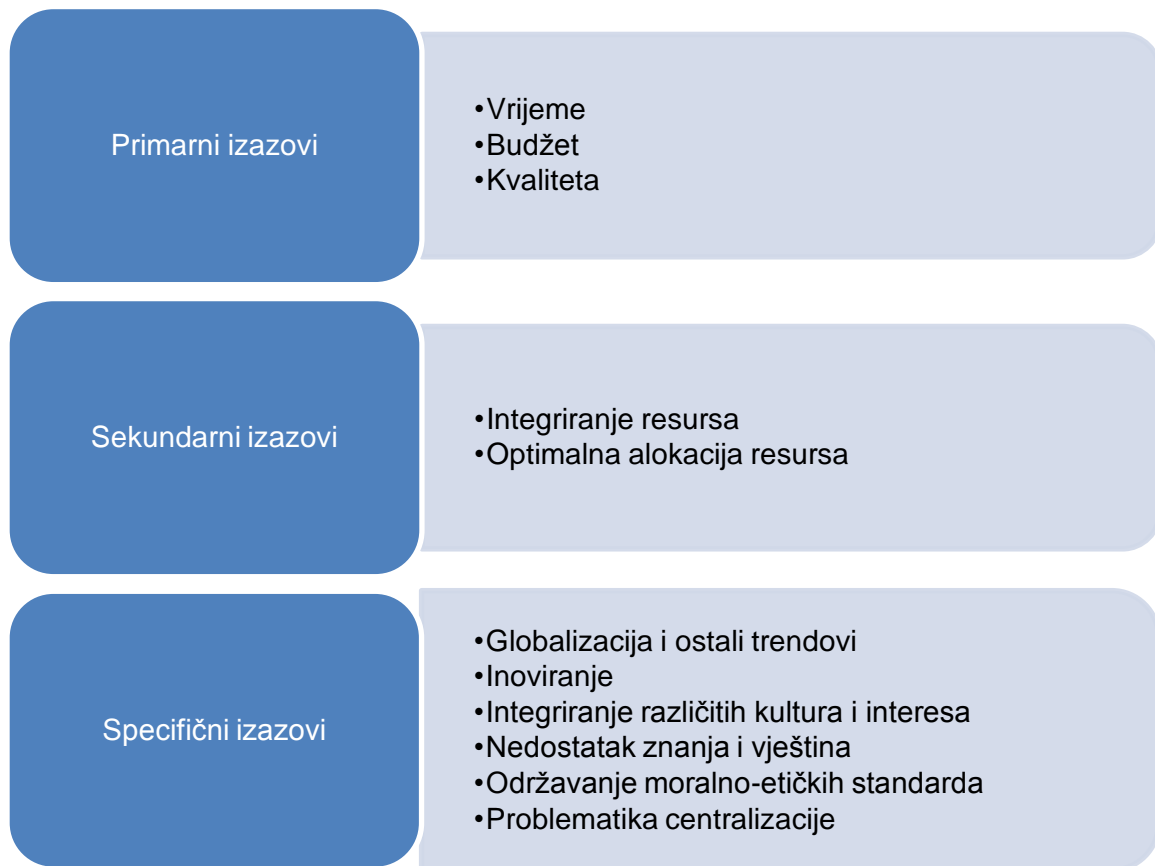 Primarni izazovi
•Vrijeme
•Budžet
•Kvaliteta
Sekundarni izazovi
•Integriranje resursa
•Optimalna alokacija resursa
Specifični izazovi
•Globalizacija i ostali trendovi
•Inoviranje
•Integriranje različitih kultura i interesa
•Nedostatak znanja i vještina
•Održavanje moralno-etičkih standarda
•Problematika centralizacije